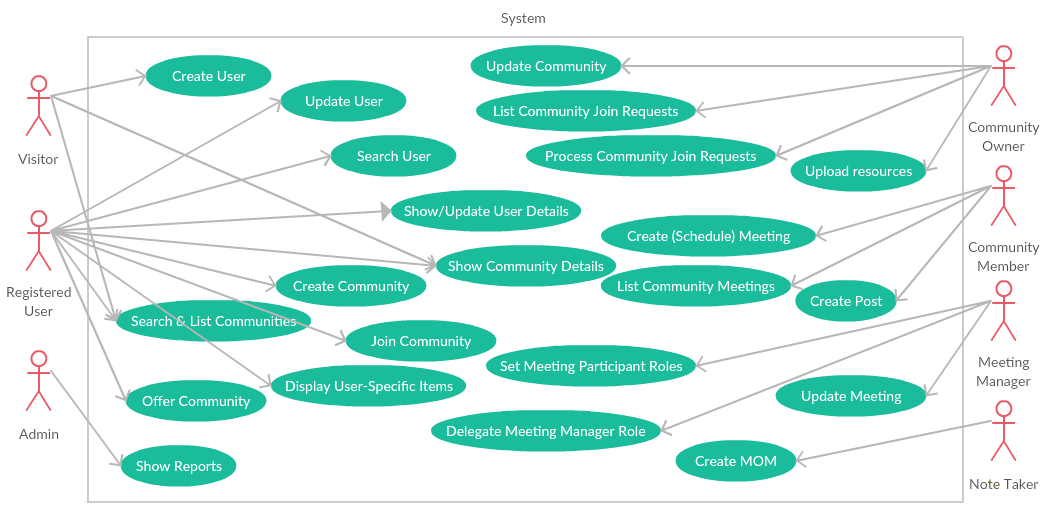 System
Create User
Update User
Search User
Show/Update User Details
Show Community Details
Create Community
Search & List Communities
Join Community
Display User-Specific Items
Offer Community
Show Reports
Update Community
List Community Join Requests
Process Community Join Requests
Upload resources
Create (Schedule) Meeting
List Community Meetings
Create Post
Set Meeting Participant Roles
Update Meeting
Delegate Meeting Manager Role
Create MOM
Visitor
Registered
User
Admin
Community
Owner
Community
Member
Meeting
Manager
Note Taker